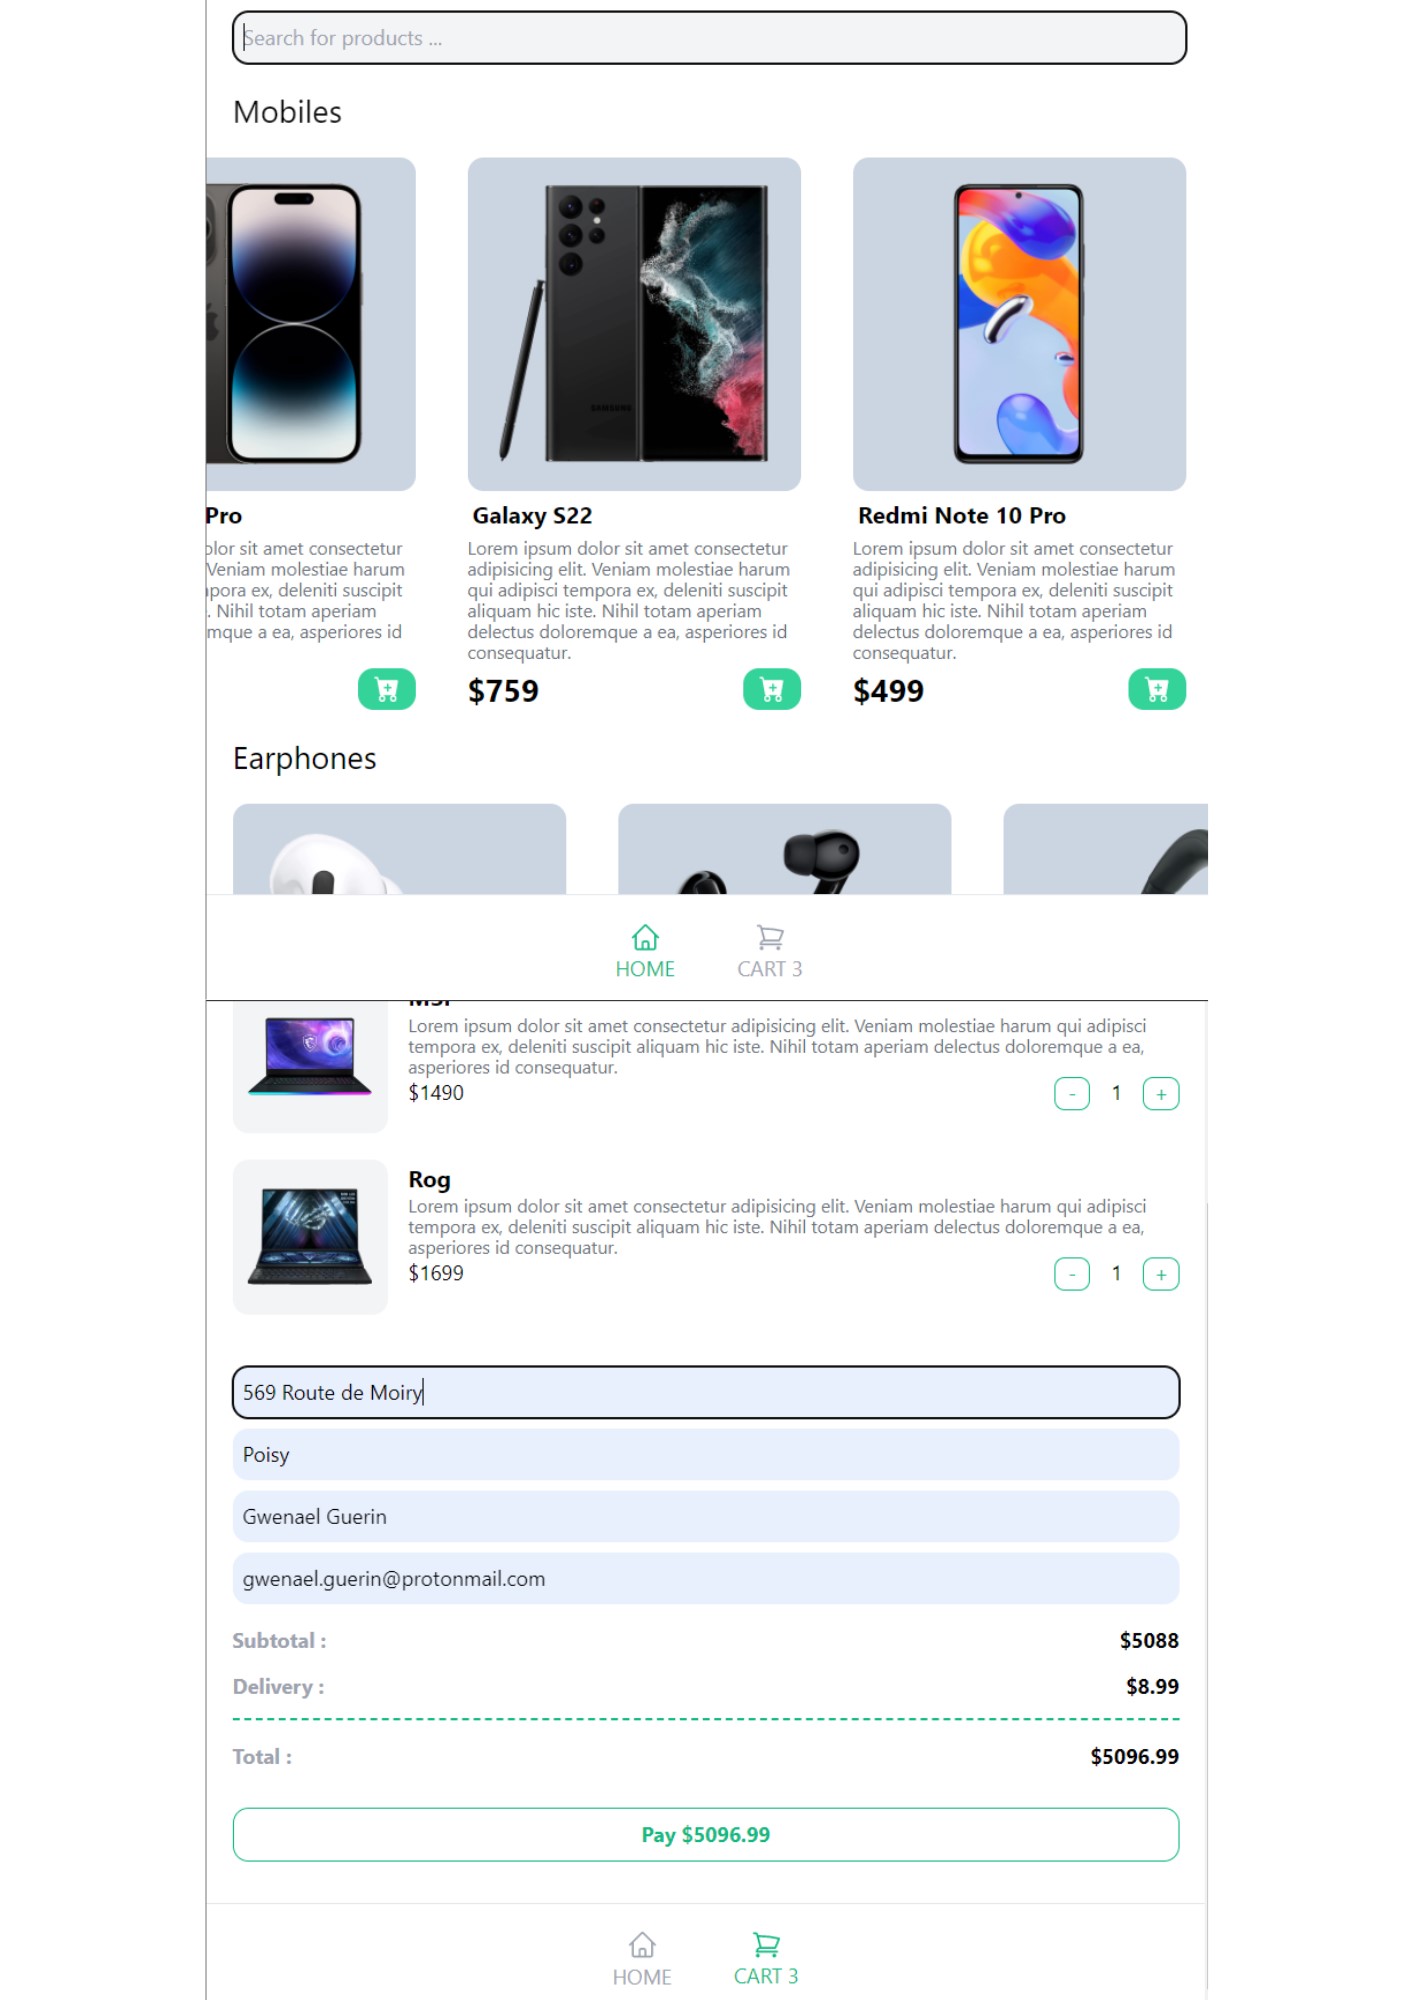 Search for products ...
Mobiles
Pro
olor sit amet consectetur
Veniam molestiae harum
pora ex, deleniti suscipit
. Nihil totam aperiam
mque a ea, asperiores id
Galaxy S22
Lorem ipsum dolor sit amet consectetur
adipisicing elit. Veniam molestiae harum
qui adipisci tempora ex, deleniti suscipit
aliquam hic iste. Nihil totam aperiam
delectus doloremque a ea, asperiores id
consequatur.
$759
Redmi Note 10 Pro
Lorem ipsum dolor sit amet consectetur
adipisicing elit. Veniam molestiae harum
qui adipisci tempora ex, deleniti suscipit
aliquam hic iste. Nihil totam aperiam
delectus doloremque a ea, asperiores id
consequatur.
$499
SAMSUNG
Earphones
HOME
CART 3
Lorem ipsum dolor sit amet consectetur adipisicing elit. Veniam molestiae harum qui adipisci
tempora ex, deleniti suscipit aliquam hic iste. Nihil totam aperiam delectus doloremque a ea,
asperiores id consequatur.
$1490
- 1 +
Rog
Lorem ipsum dolor sit amet consectetur adipisicing elit. Veniam molestiae harum qui adipisci
tempora ex, deleniti suscipit aliquam hic iste. Nihil totam aperiam delectus doloremque a ea,
asperiores id consequatur.
$1699
- 1 +
569 Route de Moiry
Poisy
Gwenael Guerin
gwenael.guerin@protonmail.com
Subtotal : $5088
Delivery : $8.99
Total : $5096.99
Pay $5096.99
HOME
CART 3